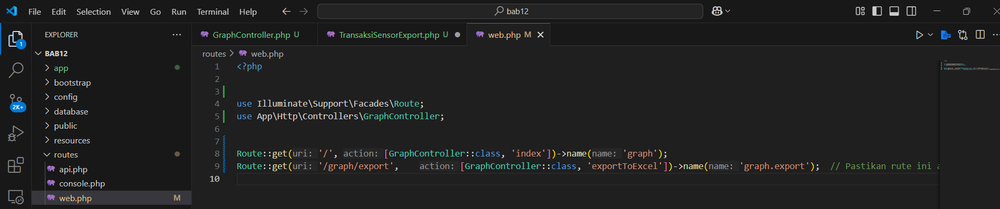 File Edit Selection View Go Run Terminal Help
bab12
EXPLORER
GraphController.php U
TransaksiSensorExport.php U
web.php M
1
BAB12
routes > web.php
app
bootstrap
config
database
public
resources
routes
api.php
console.php
web.php M
2K+
1 <?php
2
3
4 use Illuminate\Support\Facades\Route;
5 use App\Http\Controllers\GraphController;
6
7
8 Route::get(uri: '/', action: [GraphController::class, 'index'])->name(name: 'graph');
9 Route::get(uri: '/graph/export', action: [GraphController::class, 'exportToExcel'])->name(name: 'graph.export'); // Pastikan rute ini a
10